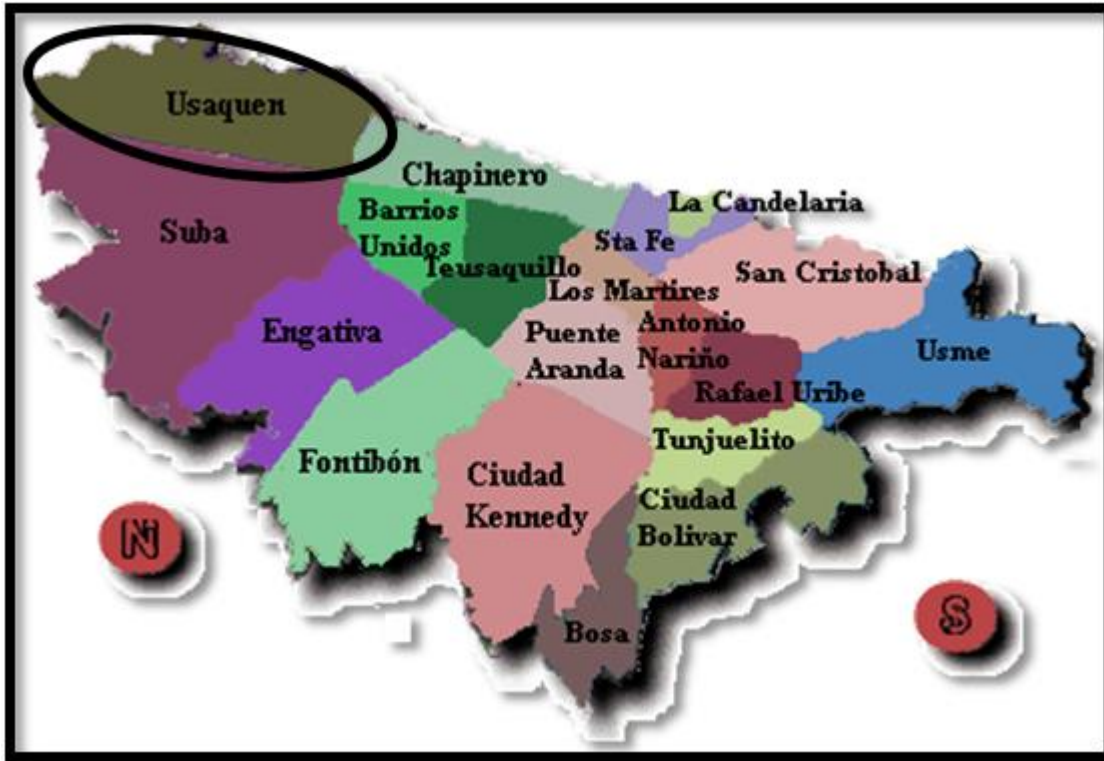 Usaquen
Chapinero
La Candelaria
Barrios
Unidos
Suba
Sta Fe
Teusaquillo
San Cristobal
Los Martires
Engativa
Puente
Aranda
Antonio
Nariño
Usme
Rafael Uribe
Tunjuelito
Fontibón
Ciudad
Kennedy
Ciudad
Bolivar
N
S
Bosa